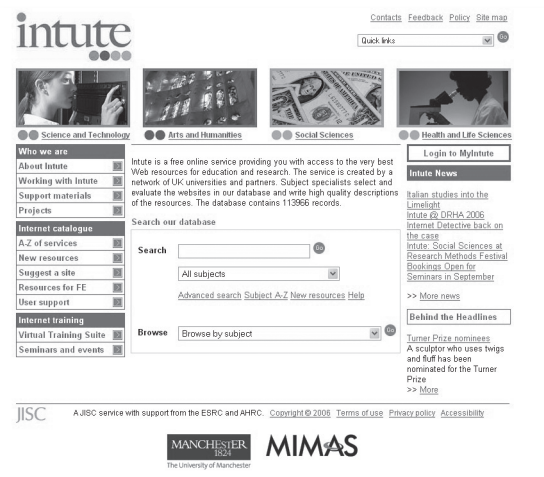 intute
Contacts Feedback Policy Site map
Quick links Go
Science and Technology
Arts and Humanities
Social Sciences
Health and Life Sciences
Who we are
About Intute
Working with Intute
Support materials
Projects
Internet catalogue
A-Z of services
New resources
Suggest a site
Resources for FE
User support
Internet training
Virtual Training Suite
Seminars and events
Intute is a free online service providing you with access to the very best
Web resources for education and research. The service is created by a
network of UK universities and partners. Subject specialists select and
evaluate the websites in our database and write high quality descriptions
of the resources. The database contains 113966 records.
Search our database
Search Go
All subjects
Advanced search Subject A-Z New resources Help
Browse Browse by subject Go
Login to MyIntute
Intute News
Italian studies into the
Limelight
Intute @ DRHA 2006
Internet Detective back on
the case
Intute: Social Sciences at
Research Methods Festival
Bookings Open for
Seminars in September
>> More news
Behind the Headlines
Turner Prize nominees
A sculptor who uses twigs
and fluff has been
nominated for the Turner
Prize
>> More
JISC A JISC service with support from the ESRC and AHRC. Copyright © 2006 Terms of use Privacy policy Accessibility
MANCHESTER
1824
The University of Manchester
MIMAS